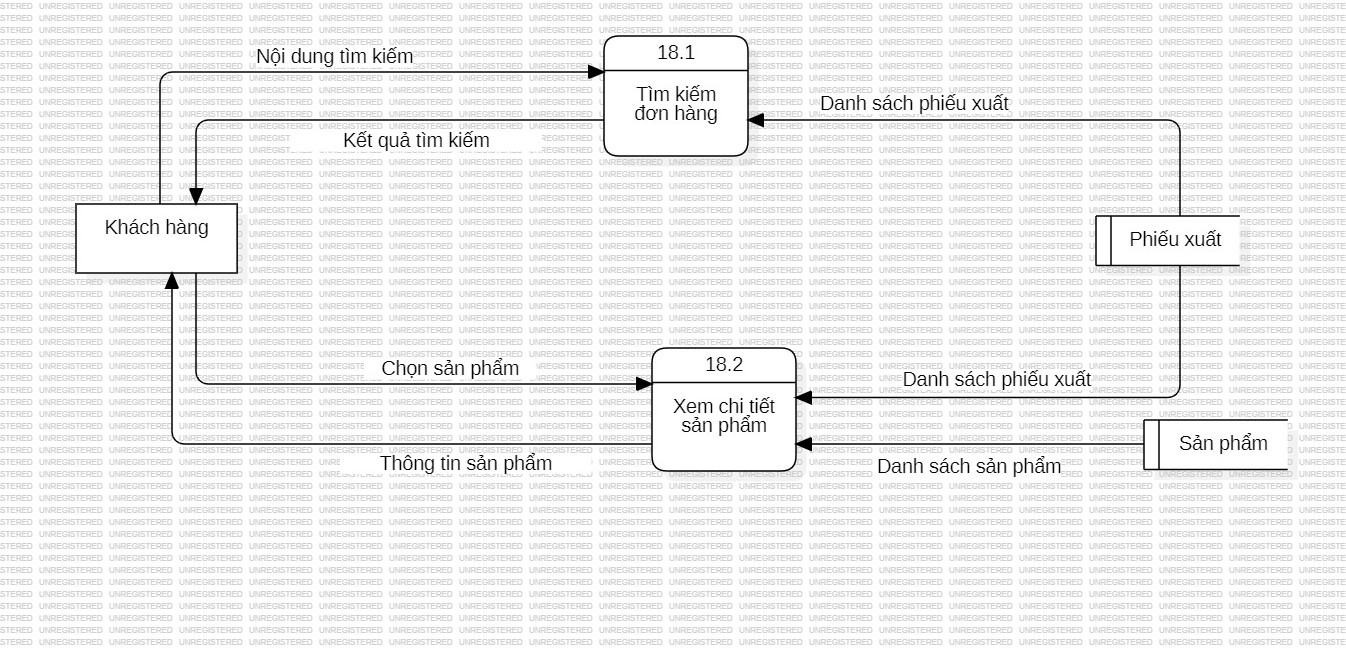 Nội dung tìm kiếm
18.1
Tìm kiếm
đơn hàng
Danh sách phiếu xuất
Kết quả tìm kiếm
Khách hàng
Phiếu xuất
Chọn sản phẩm
18.2
Xem chi tiết
sản phẩm
Danh sách phiếu xuất
Thông tin sản phẩm
Danh sách sản phẩm
Sản phẩm
UNREGISTERED